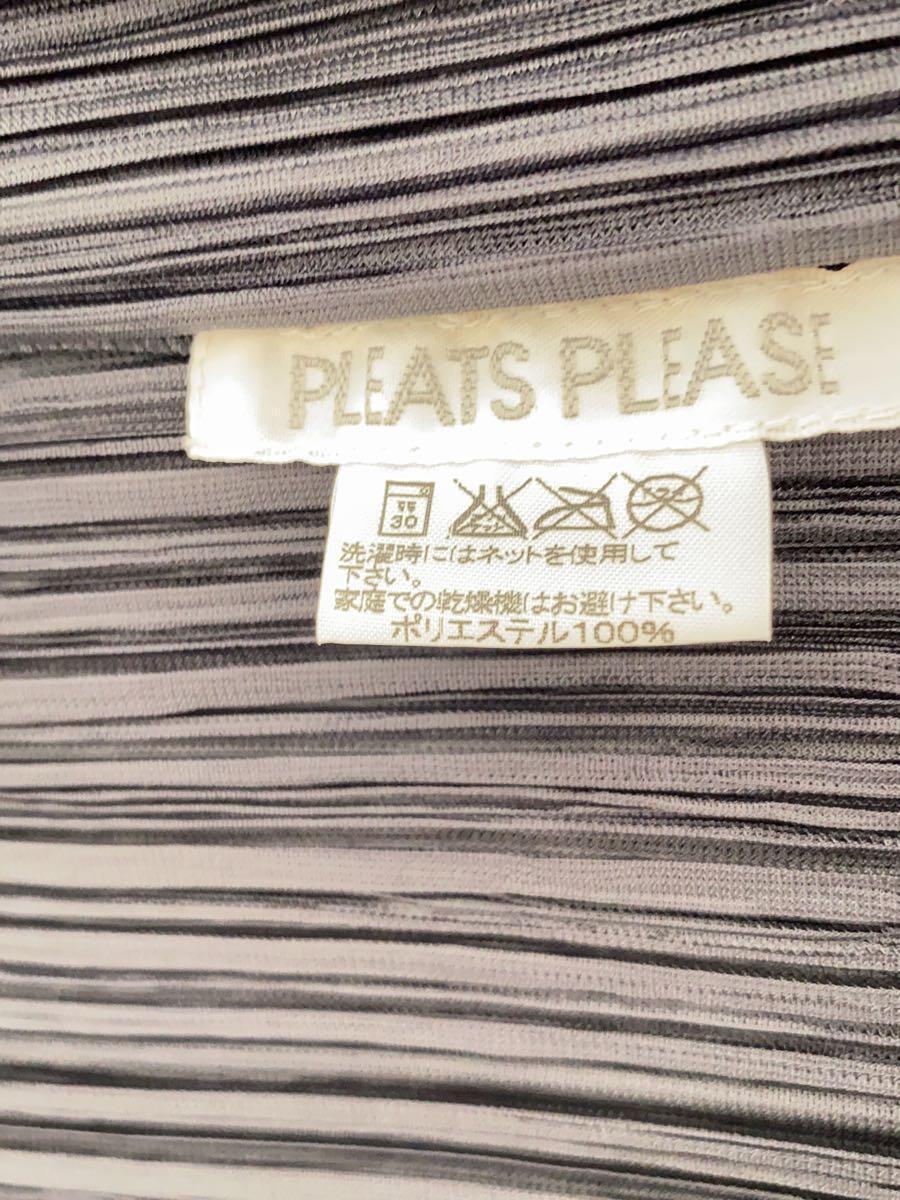 PLEATS PLEASE
弱
30
洗濯時にはネットを使用して
下さい。
家庭での乾燥機はお避け下さい。
ポリエステル100%